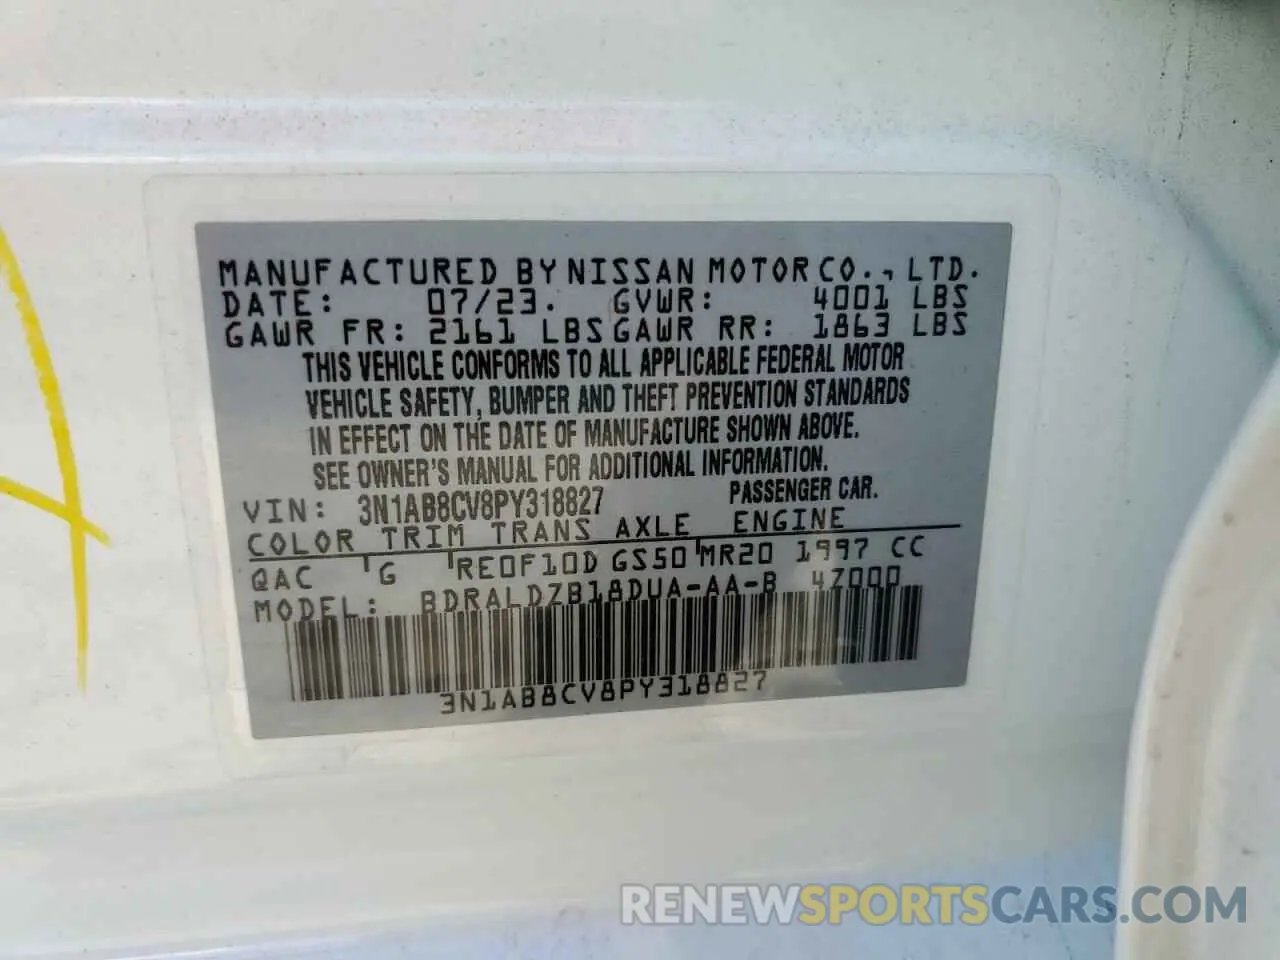 MANUFACTURED BY NISSAN MOTOR CO., LTD.
DATE: 07/23. GVWR: 4001 LBS
GAWR FR: 2161 LBS GAWR RR: 1863 LBS
THIS VEHICLE CONFORMS TO ALL APPLICABLE FEDERAL MOTOR
VEHICLE SAFETY, BUMPER AND THEFT PREVENTION STANDARDS
IN EFFECT ON THE DATE OF MANUFACTURE SHOWN ABOVE.
SEE OWNER'S MANUAL FOR ADDITIONAL INFORMATION.
VIN: 3N1AB8CV8PY318827 PASSENGER CAR.
COLOR TRIM TRANS AXLE ENGINE
QAC G RE0F10D GS50 MR20 1997 CC
MODEL: BDRALDZB18DUA-AA-B 4Z000
3N1AB8CV8PY318827
RENEWSPORTSCARS.COM